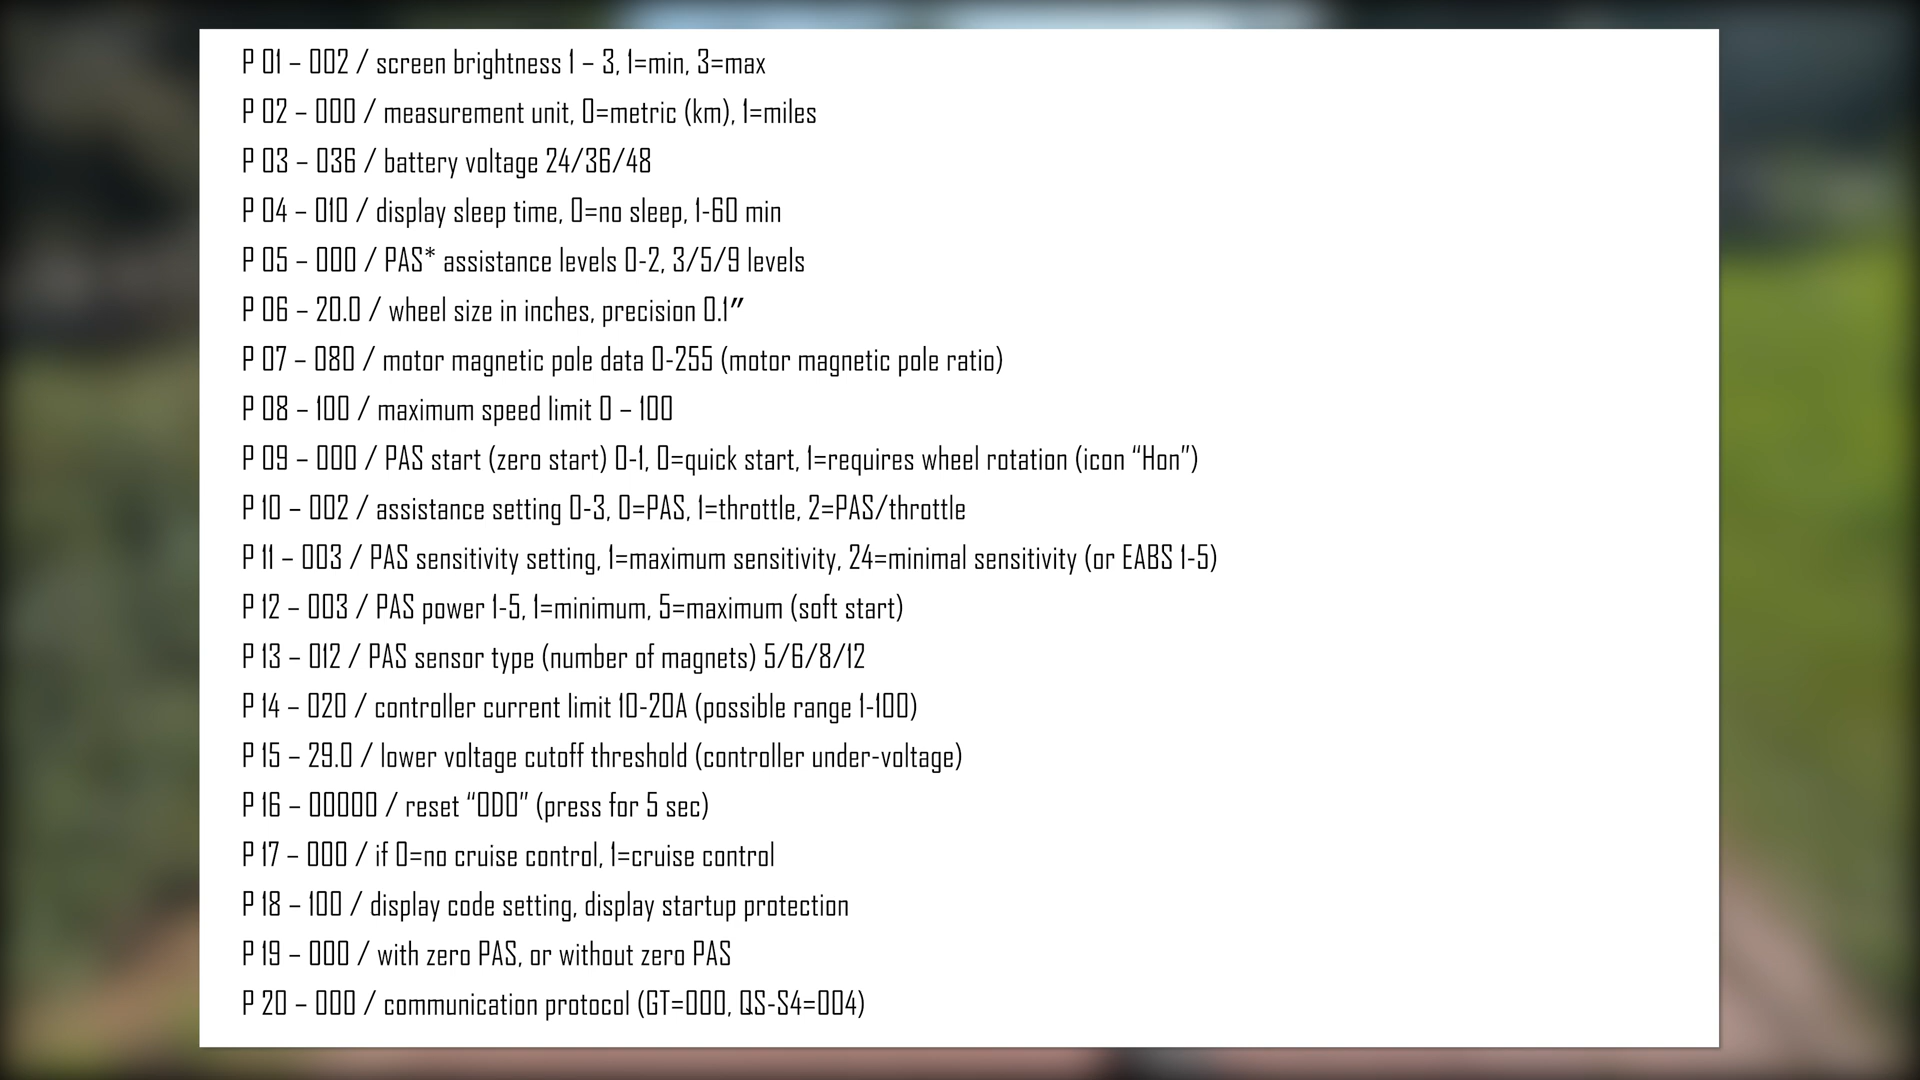 P 01 – 002 / screen brightness 1 – 3, 1=min, 3=max
P 02 – 000 / measurement unit, 0=metric (km), 1=miles
P 03 – 036 / battery voltage 24/36/48
P 04 – 010 / display sleep time, 0=no sleep, 1-60 min
P 05 – 000 / PAS* assistance levels 0-2, 3/5/9 levels
P 06 – 20.0 / wheel size in inches, precision 0.1″
P 07 – 080 / motor magnetic pole data 0-255 (motor magnetic pole ratio)
P 08 – 100 / maximum speed limit 0 – 100
P 09 – 000 / PAS start (zero start) 0-1, 0=quick start, 1=requires wheel rotation (icon “Hon”)
P 10 – 002 / assistance setting 0-3, 0=PAS, 1=throttle, 2=PAS/throttle
P 11 – 003 / PAS sensitivity setting, 1=maximum sensitivity, 24=minimal sensitivity (or EABS 1-5)
P 12 – 003 / PAS power 1-5, 1=minimum, 5=maximum (soft start)
P 13 – 012 / PAS sensor type (number of magnets) 5/6/8/12
P 14 – 020 / controller current limit 10-20A (possible range 1-100)
P 15 – 29.0 / lower voltage cutoff threshold (controller under-voltage)
P 16 – 00000 / reset “ODO” (press for 5 sec)
P 17 – 000 / if 0=no cruise control, 1=cruise control
P 18 – 100 / display code setting, display startup protection
P 19 – 000 / with zero PAS, or without zero PAS
P 20 – 000 / communication protocol (GT=000, QS-S4=004)